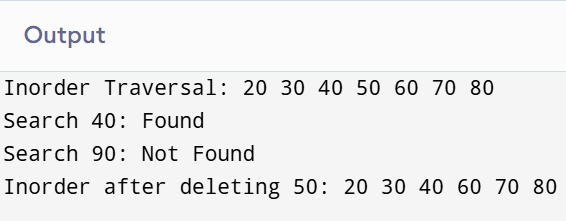 Output
Inorder Traversal: 20 30 40 50 60 70 80
Search 40: Found
Search 90: Not Found
Inorder after deleting 50: 20 30 40 60 70 80